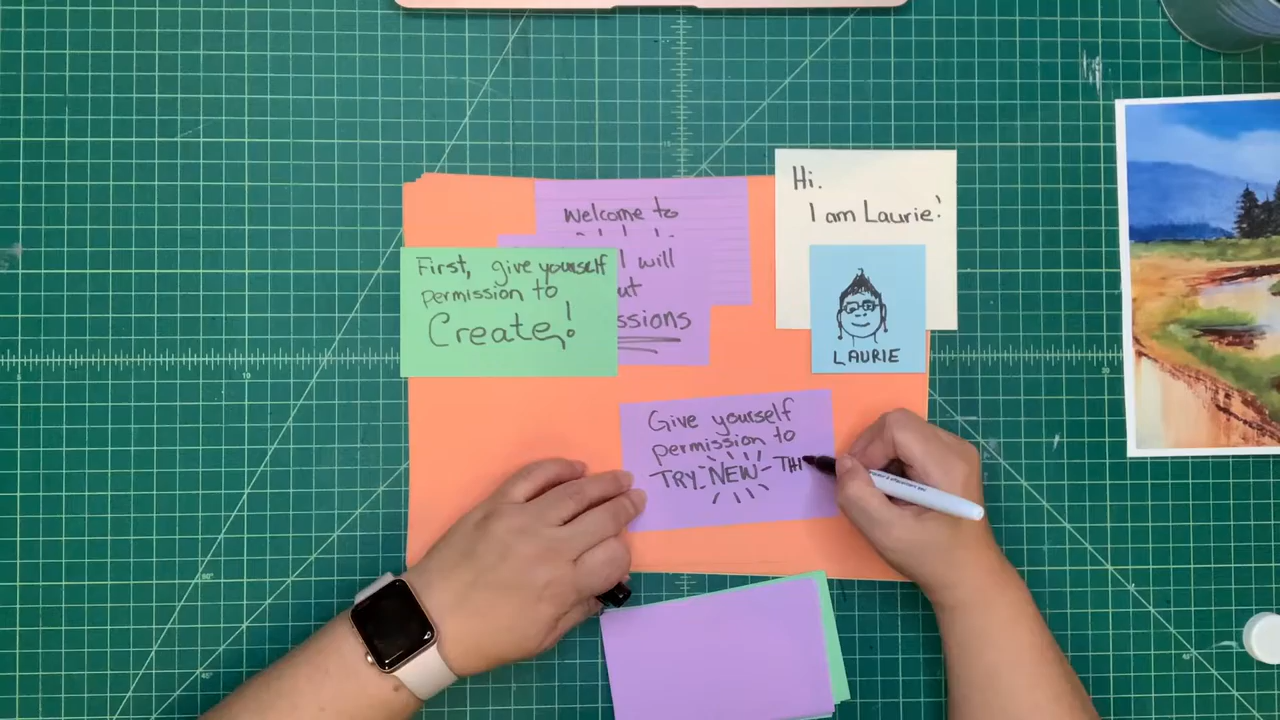 Welcome to
I will
ut
ssions
First, give yourself
permission to
Create!
Hi.
I am Laurie!
LAURIE
Give yourself
permission to
TRY NEW THI